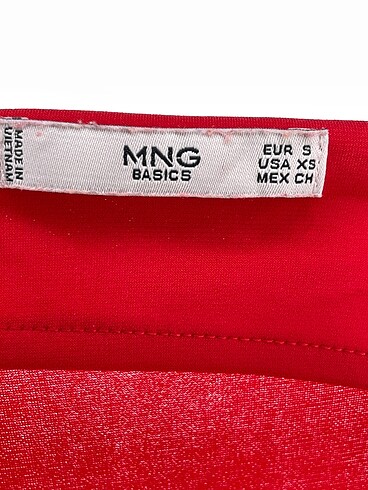 MADE IN
VIETNAM
MNG
BASICS
EUR S
USA XS
MEX CH